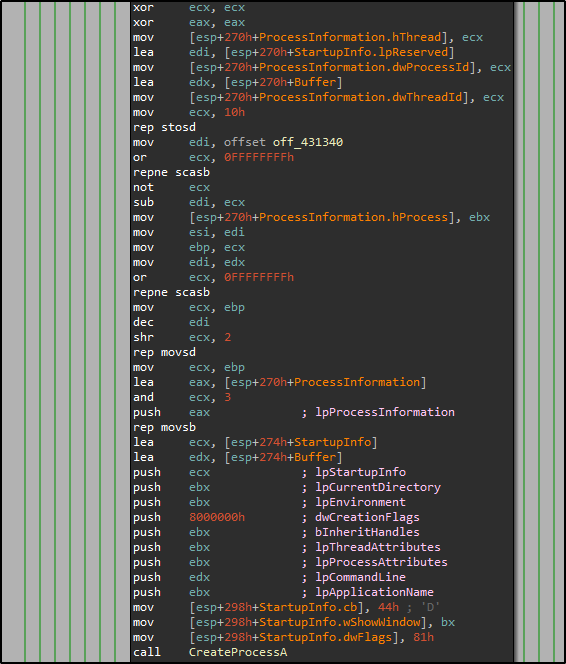 xor ecx, ecx
xor eax, eax
mov [esp+270h+ProcessInformation.hThread], ecx
lea edi, [esp+270h+StartupInfo.lpReserved]
mov [esp+270h+ProcessInformation.dwProcessId], ecx
lea edx, [esp+270h+Buffer]
mov [esp+270h+ProcessInformation.dwThreadId], ecx
mov ecx, 10h
rep stosd
mov edi, offset off_431340
or ecx, 0FFFFFFFFh
repne scasb
not ecx
sub edi, ecx
mov [esp+270h+ProcessInformation.hProcess], ebx
mov esi, edi
mov ebp, ecx
mov edi, edx
or ecx, 0FFFFFFFFh
repne scasb
mov ecx, ebp
dec edi
shr ecx, 2
rep movsd
mov ecx, ebp
lea eax, [esp+270h+ProcessInformation]
and ecx, 3
push eax ; lpProcessInformation
rep movsb
lea ecx, [esp+274h+StartupInfo]
lea edx, [esp+274h+Buffer]
push ecx ; lpStartupInfo
push ebx ; lpCurrentDirectory
push ebx ; lpEnvironment
push 8000000h ; dwCreationFlags
push ebx ; bInheritHandles
push ebx ; lpThreadAttributes
push ebx ; lpProcessAttributes
push edx ; lpCommandLine
push ebx ; lpApplicationName
mov [esp+298h+StartupInfo.cb], 44h ; 'D'
mov [esp+298h+StartupInfo.wShowWindow], bx
mov [esp+298h+StartupInfo.dwFlags], 81h
call CreateProcessA